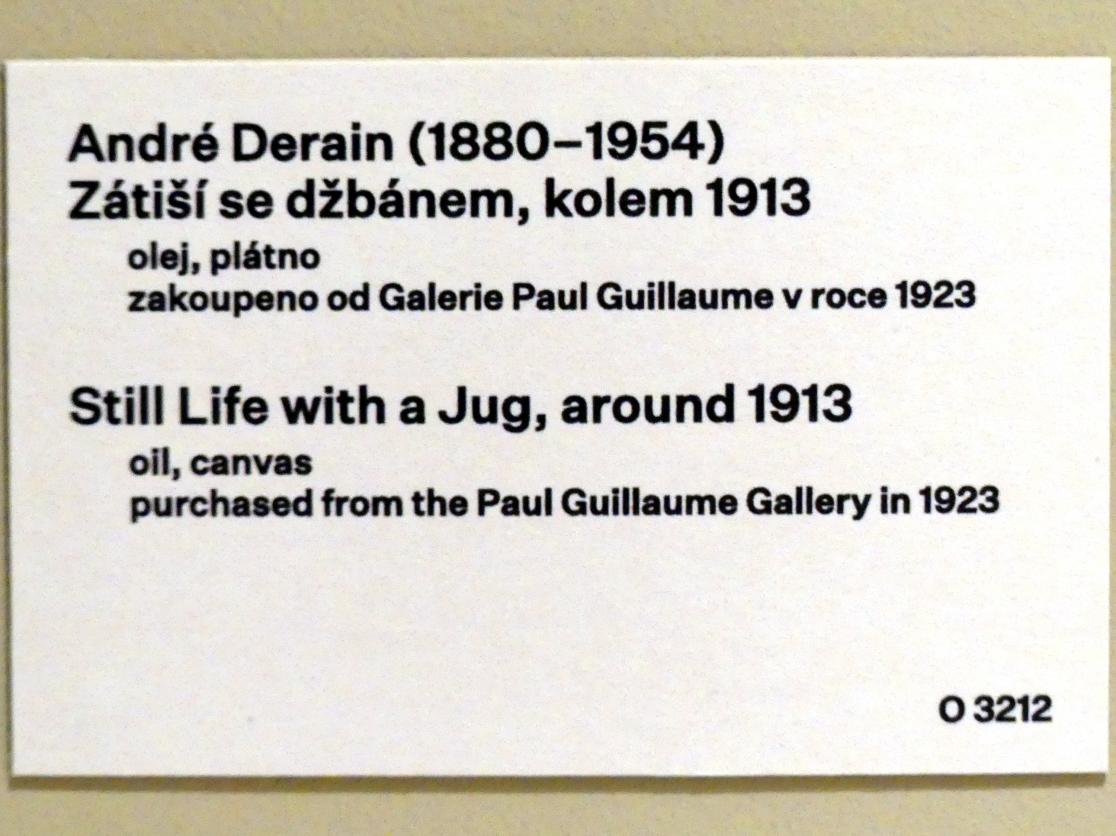 André Derain (1880–1954)
Zátiší se džbánem, kolem 1913
olej, plátno
zakoupeno od Galerie Paul Guillaume v roce 1923
Still Life with a Jug, around 1913
oil, canvas
purchased from the Paul Guillaume Gallery in 1923
O 3212